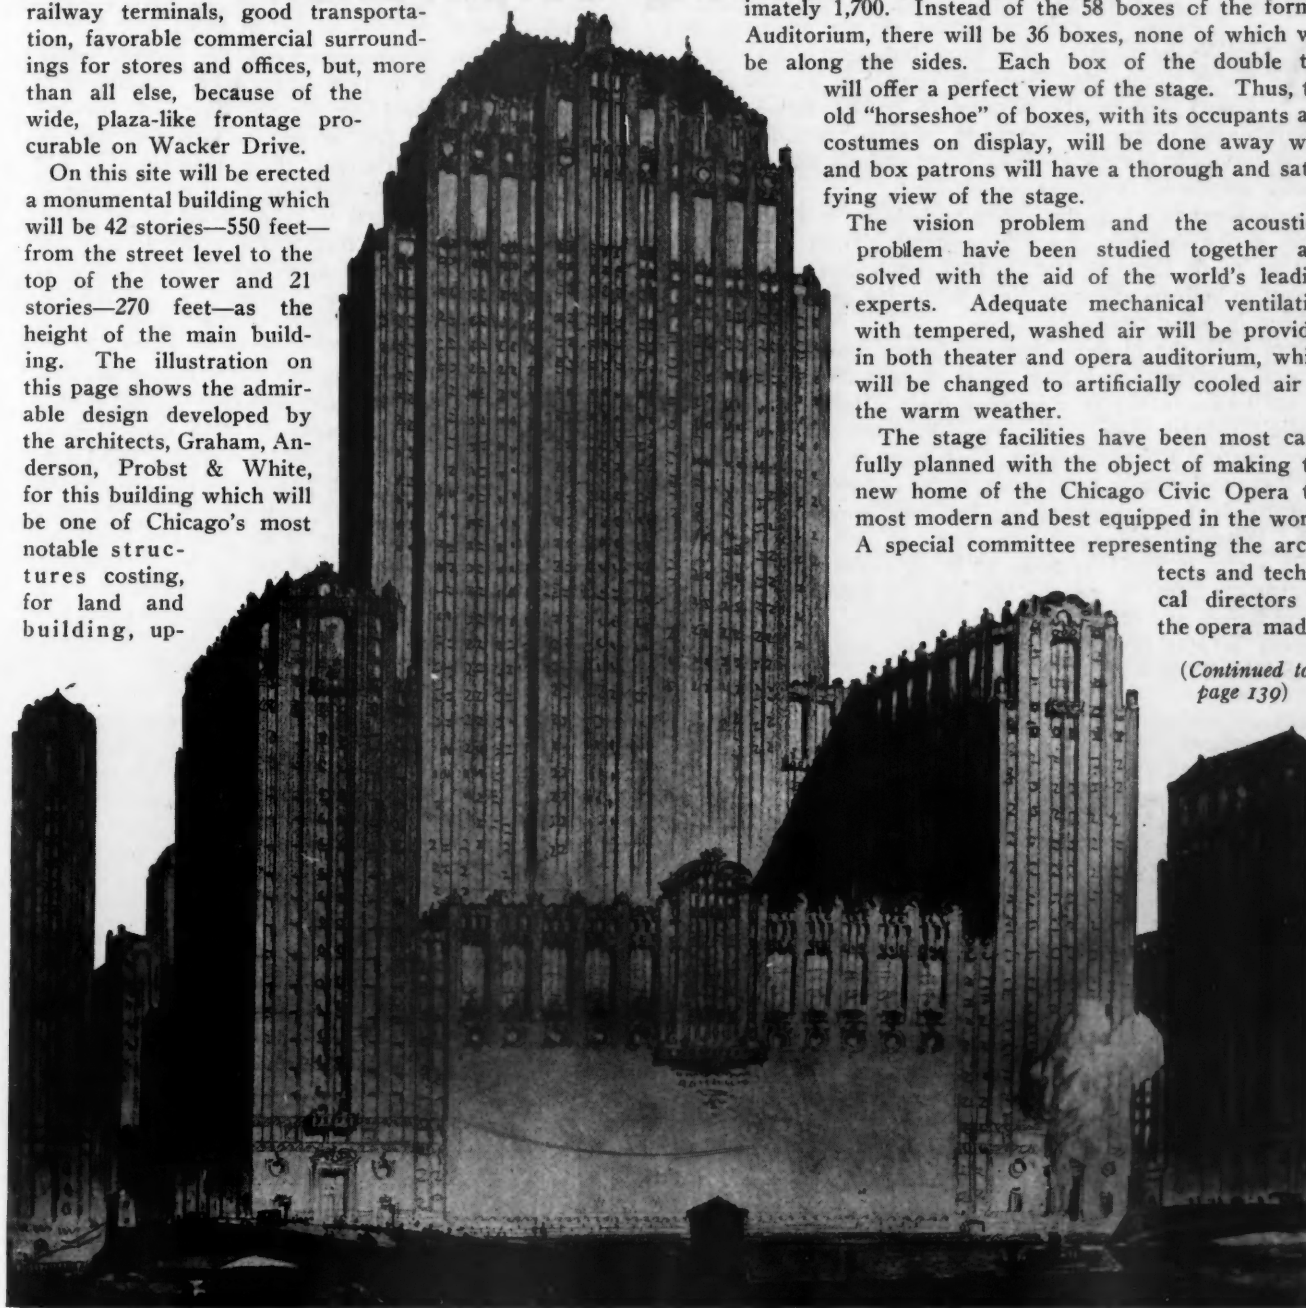 railway terminals, good transporta-
tion, favorable commercial surround-
ings for stores and offices, but, more
than all else, because of the
wide, plaza-like frontage pro-
curable on Wacker Drive.
On this site will be erected
a monumental building which
will be 42 stories—550 feet—
from the street level to the
top of the tower and 21
stories—270 feet—as the
height of the main build-
ing. The illustration on
this page shows the admir-
able design developed by
the architects, Graham, An-
derson, Probst & White,
for this building which will
be one of Chicago's most
notable struc-
tures costing,
for land and
building, up-
imately 1,700. Instead of the 58 boxes of the form
Auditorium, there will be 36 boxes, none of which w
be along the sides. Each box of the double t
will offer a perfect view of the stage. Thus, t
old "horseshoe" of boxes, with its occupants a
costumes on display, will be done away w
and box patrons will have a thorough and sat
fying view of the stage.
The vision problem and the acousti
problem have been studied together a
solved with the aid of the world's leadi
experts. Adequate mechanical ventilati
with tempered, washed air will be provid
in both theater and opera auditorium, whi
will be changed to artificially cooled air
the warm weather.
The stage facilities have been most ca
fully planned with the object of making t
new home of the Chicago Civic Opera t
most modern and best equipped in the wor
A special committee representing the arc
tects and tech
cal directors
the opera mad
(Continued to
page 139)